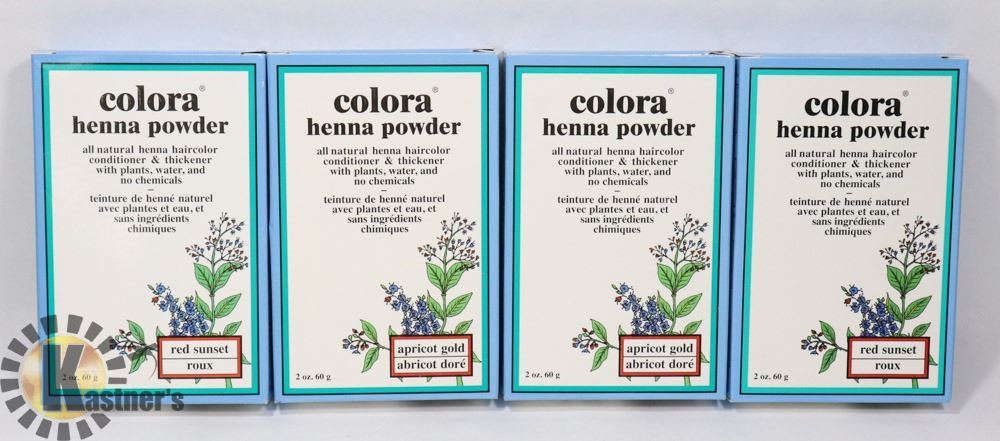 colora®
henna powder
all natural henna haircolor
conditioner & thickener
with plants, water, and
no chemicals
–
teinture de henné naturel
avec plantes et eau, et
sans ingrédients
chimiques
red sunset
roux
2 oz. 60 g
colora®
henna powder
all natural henna haircolor
conditioner & thickener
with plants, water, and
no chemicals
–
teinture de henné naturel
avec plantes et eau, et
sans ingrédients
chimiques
apricot gold
abricot doré
2 oz. 60 g
colora®
henna powder
all natural henna haircolor
conditioner & thickener
with plants, water, and
no chemicals
–
teinture de henné naturel
avec plantes et eau, et
sans ingrédients
chimiques
apricot gold
abricot doré
2 oz. 60 g
colora®
henna powder
all natural henna haircolor
conditioner & thickener
with plants, water, and
no chemicals
–
teinture de henné naturel
avec plantes et eau, et
sans ingrédients
chimiques
red sunset
roux
2 oz. 60 g
Kastner's